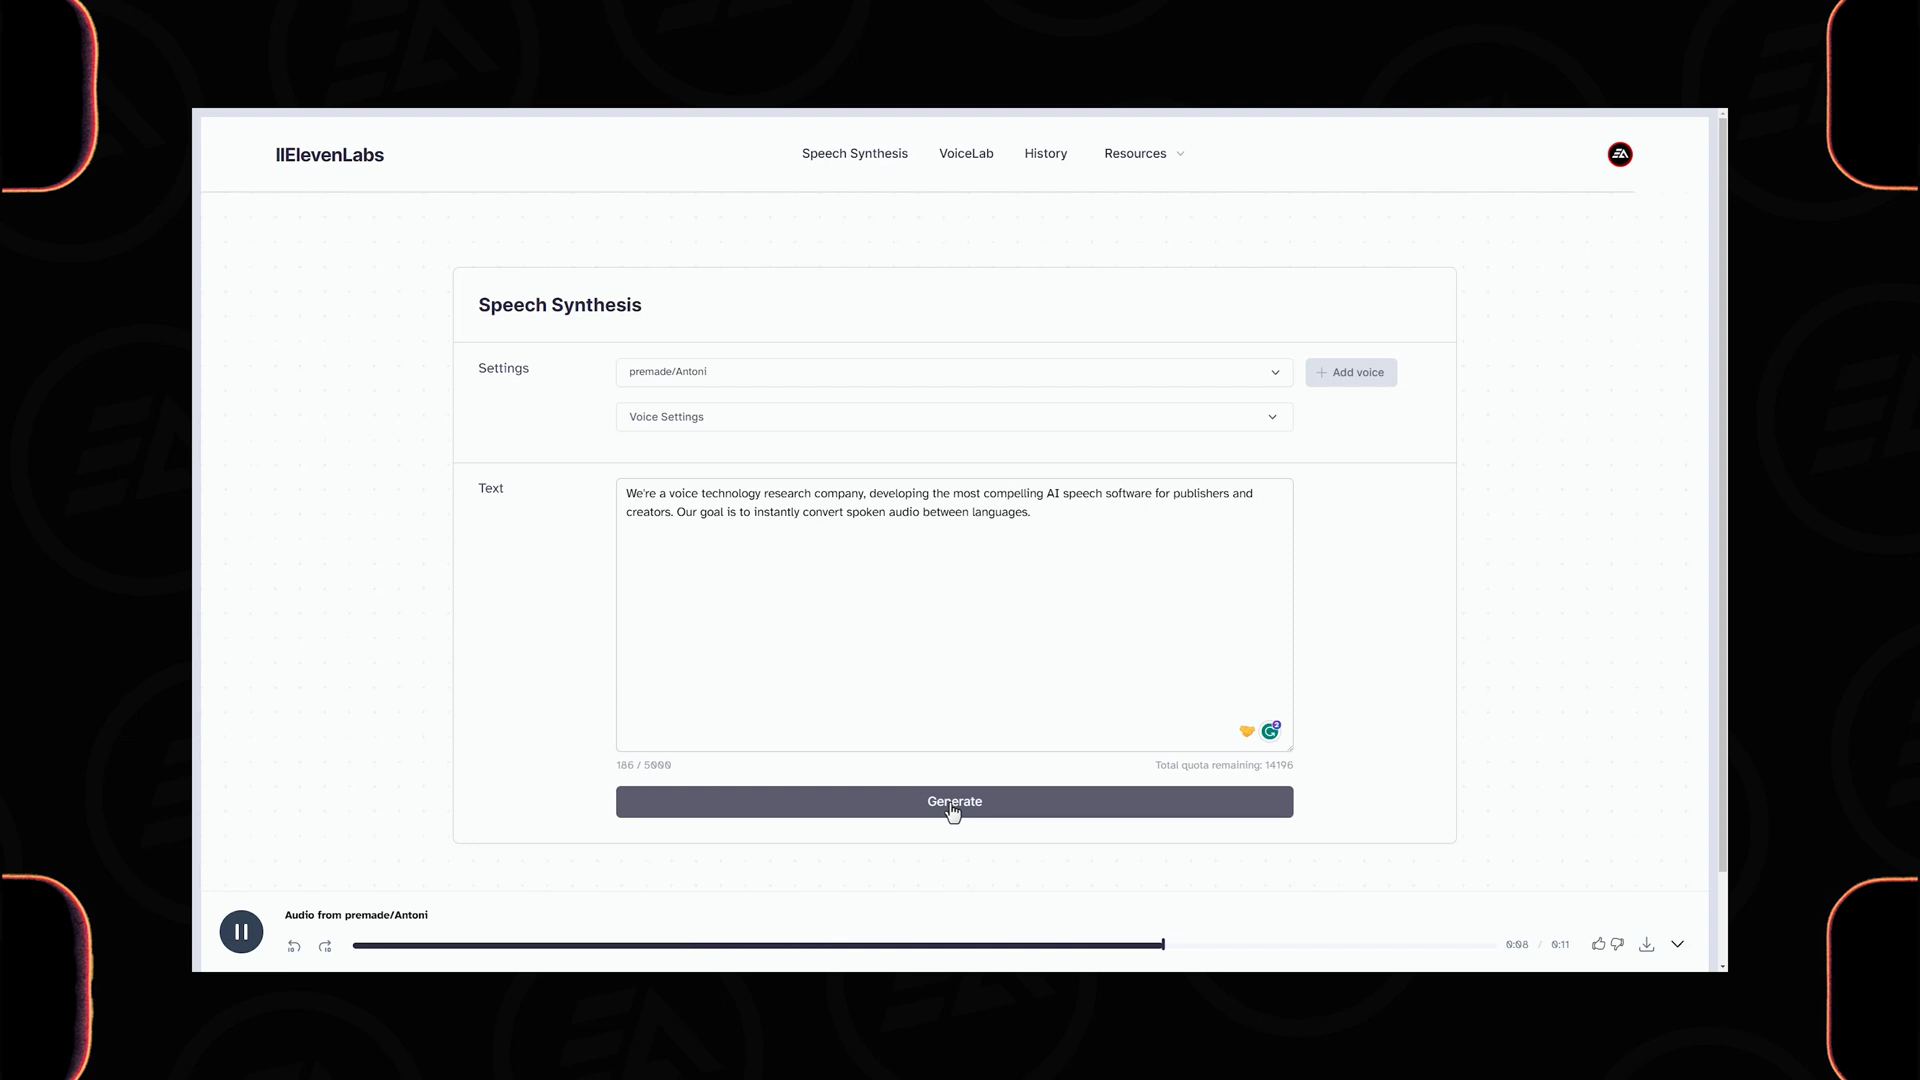 IIElevenLabs
Speech Synthesis
VoiceLab
History
Resources
Speech Synthesis
Settings
premade/Antoni
+ Add voice
Voice Settings
Text
We're a voice technology research company, developing the most compelling AI speech software for publishers and
creators. Our goal is to instantly convert spoken audio between languages.
2
186 / 5000
Total quota remaining: 14196
Generate
Audio from premade/Antoni
10
10
0:08 / 0:11